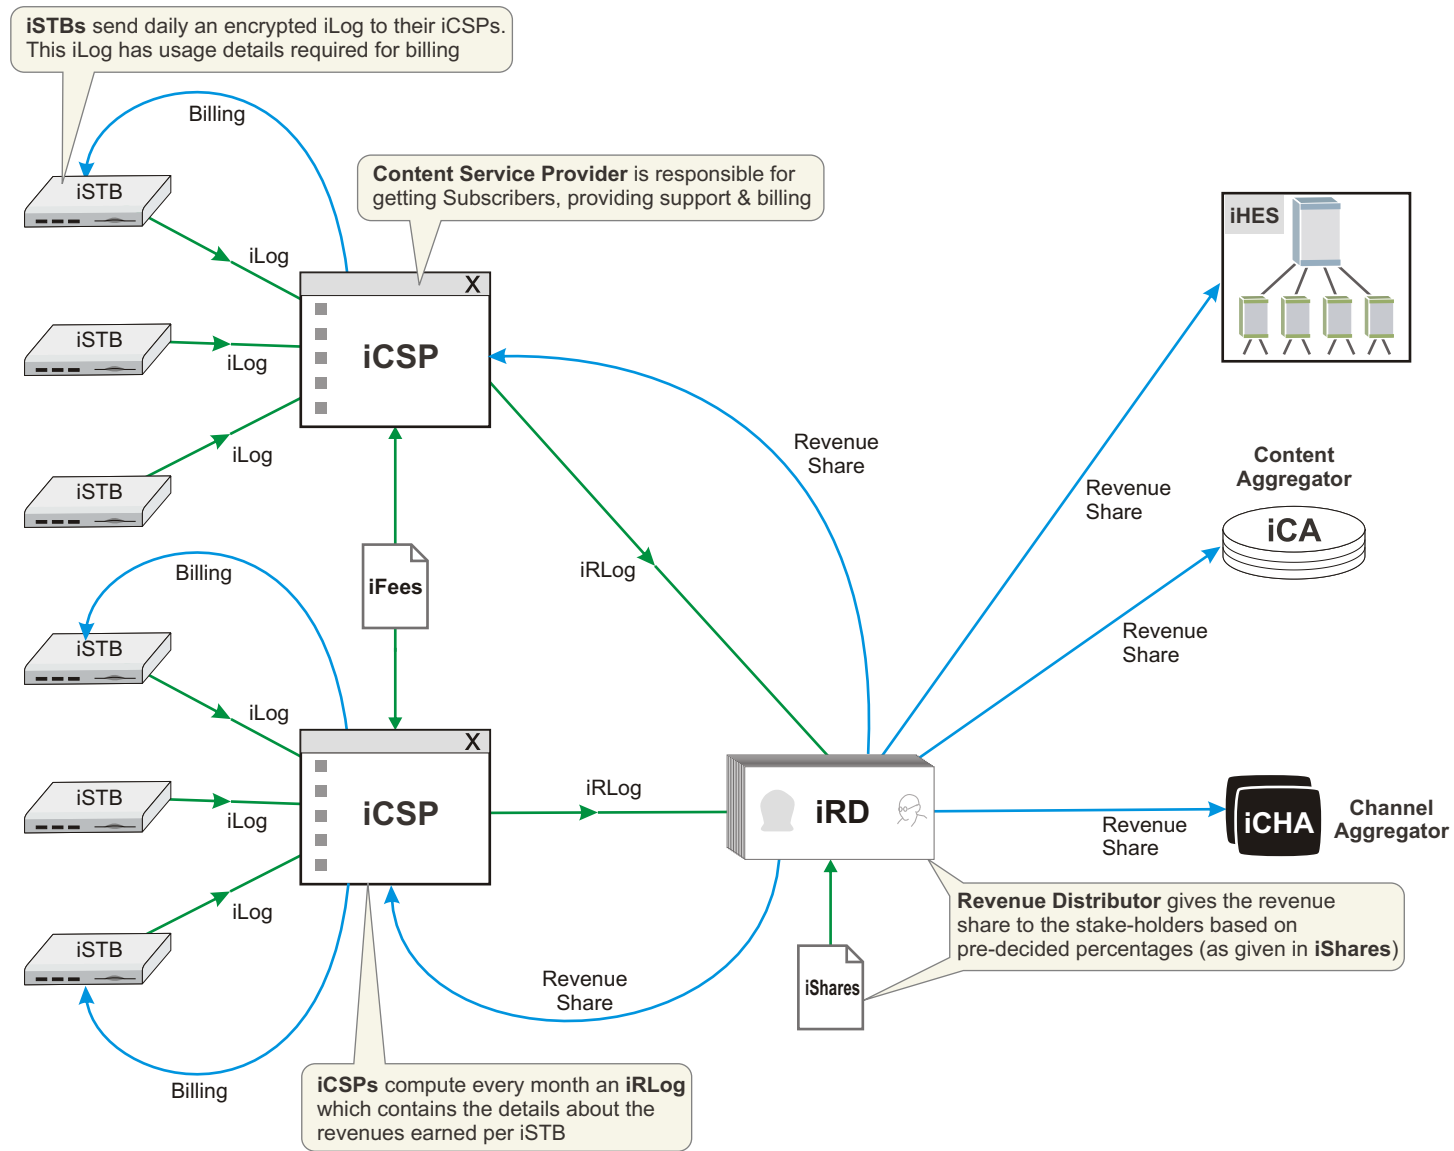 iSTBs send daily an encrypted iLog to their iCSPs.
This iLog has usage details required for billing
Billing
iSTB
Content Service Provider is responsible for
getting Subscribers, providing support & billing
iLog
X
iHES
iSTB
iLog
iCSP
iSTB
iLog
Revenue
Share
Revenue
Share
Content
Aggregator
iCA
iFees
iRLog
Billing
iSTB
Revenue
Share
iLog
X
iSTB
iLog
iCSP
iRLog
iRD
Revenue
Share
iCHA
Channel
Aggregator
iLog
iSTB
Revenue Distributor gives the revenue
share to the stake-holders based on
pre-decided percentages (as given in iShares)
Revenue
Share
iShares
Billing
iCSPs compute every month an iRLog
which contains the details about the
revenues earned per iSTB